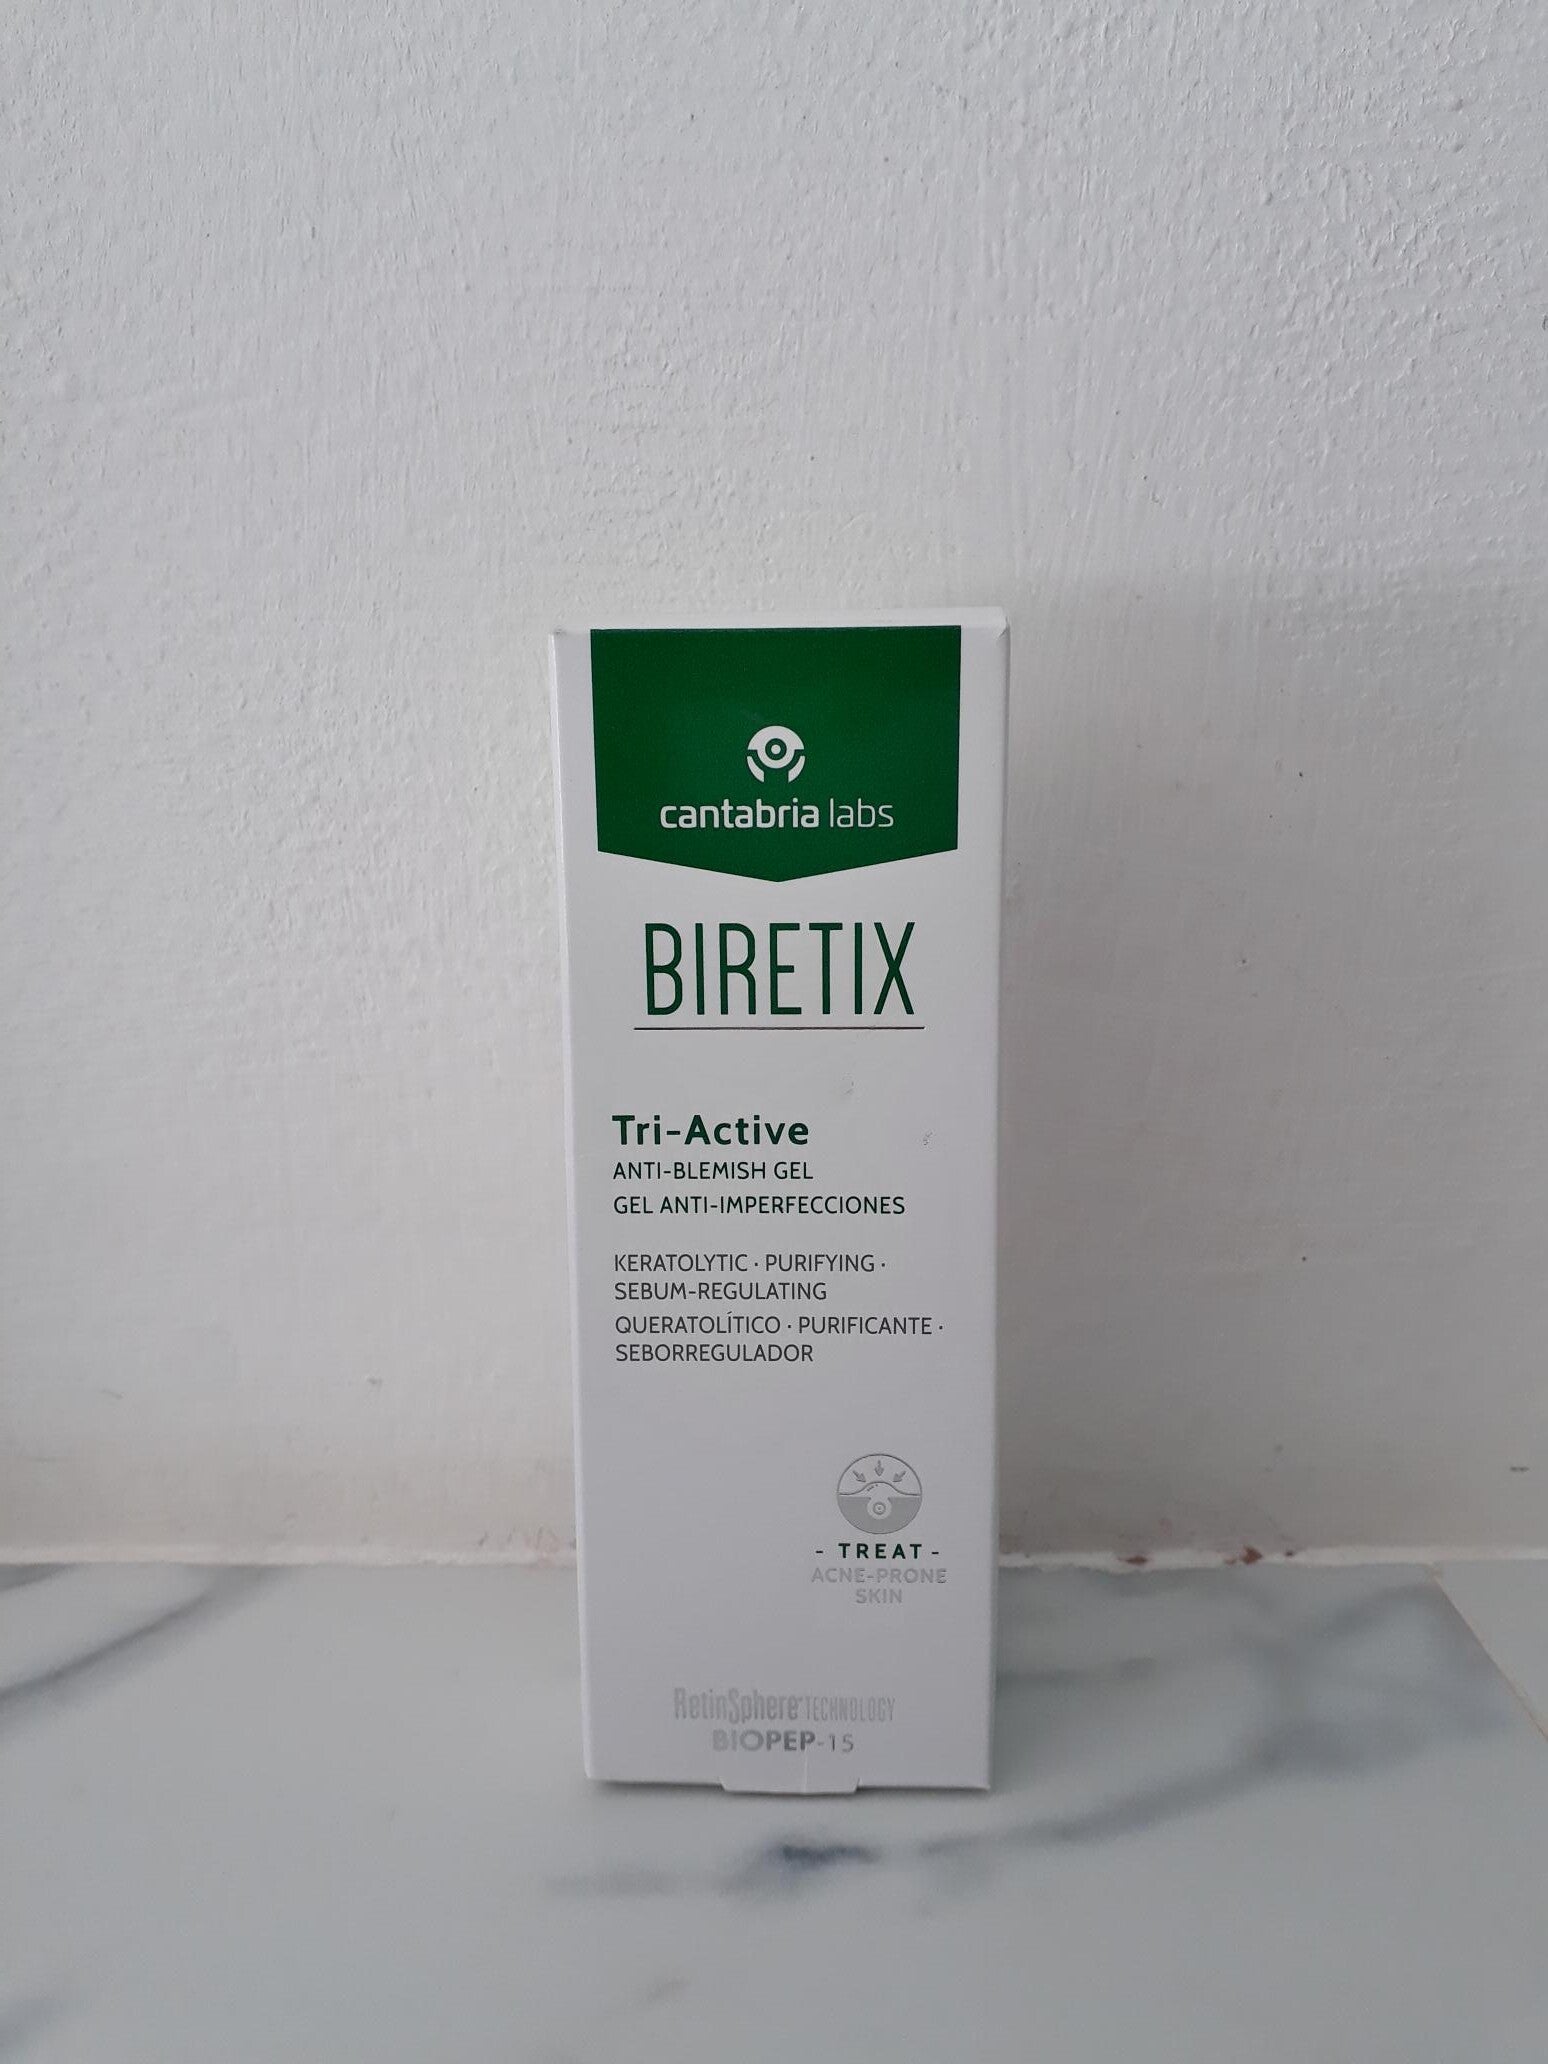 cantabria labs
BIRETIX
Tri-Active
ANTI-BLEMISH GEL
GEL ANTI-IMPERFECCIONES
KERATOLYTIC · PURIFYING ·
SEBUM-REGULATING
QUERATOLÍTICO · PURIFICANTE ·
SEBORREGULADOR
- TREAT -
ACNE-PRONE
SKIN
RetinSphere® TECHNOLOGY
BIOPEP-15